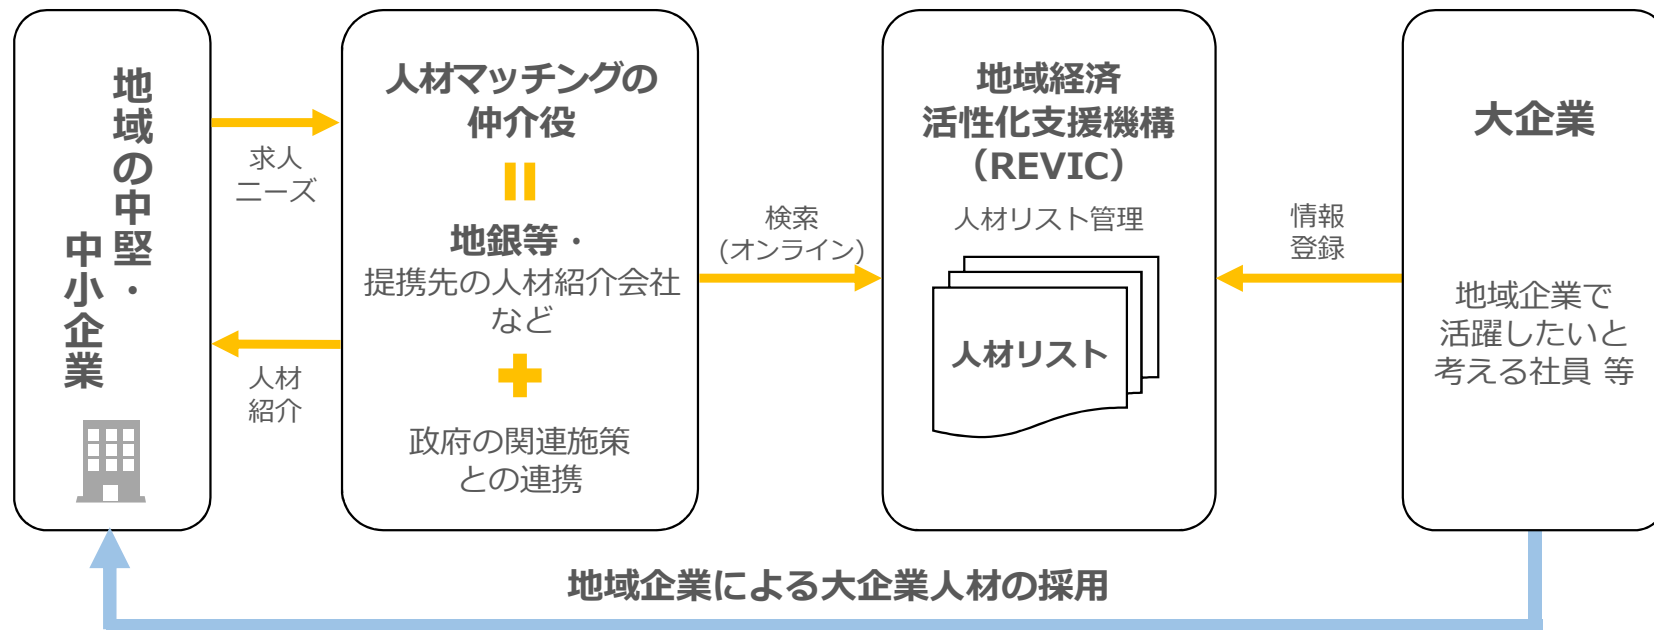 地域の中堅・
中小企業
求人
ニーズ
人材
紹介
人材マッチングの
仲介役
地銀等・
提携先の人材紹介会社
など
政府の関連施策
との連携
検索
(オンライン)
地域経済
活性化支援機構
（REVIC）
人材リスト管理
人材リスト
情報
登録
大企業
地域企業で
活躍したいと
考える社員 等
地域企業による大企業人材の採用